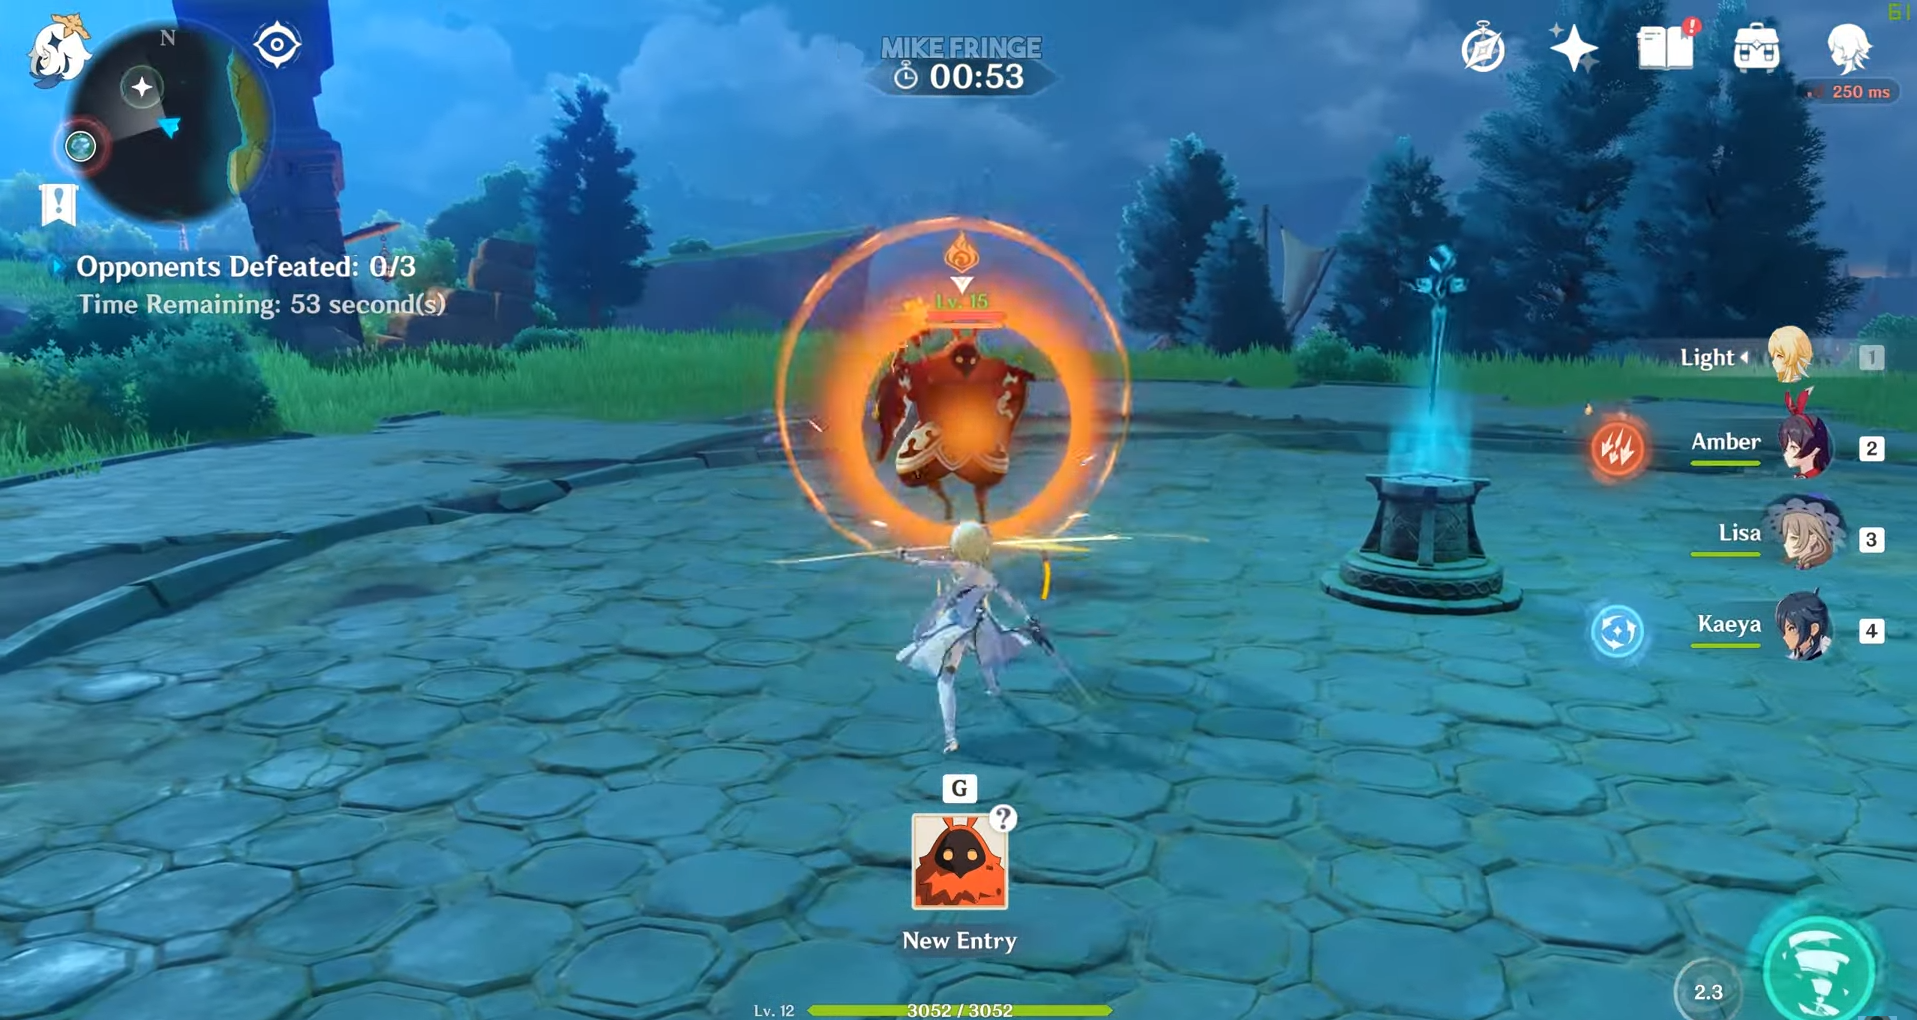 61
N
MIKE FRINGE
00:53
250 ms
Opponents Defeated: 0/3
Time Remaining: 53 second(s)
Lv. 15
Light 1
Amber 2
Lisa 3
Kaeya 4
G
?
New Entry
2.3
Lv. 12 3052 / 3052